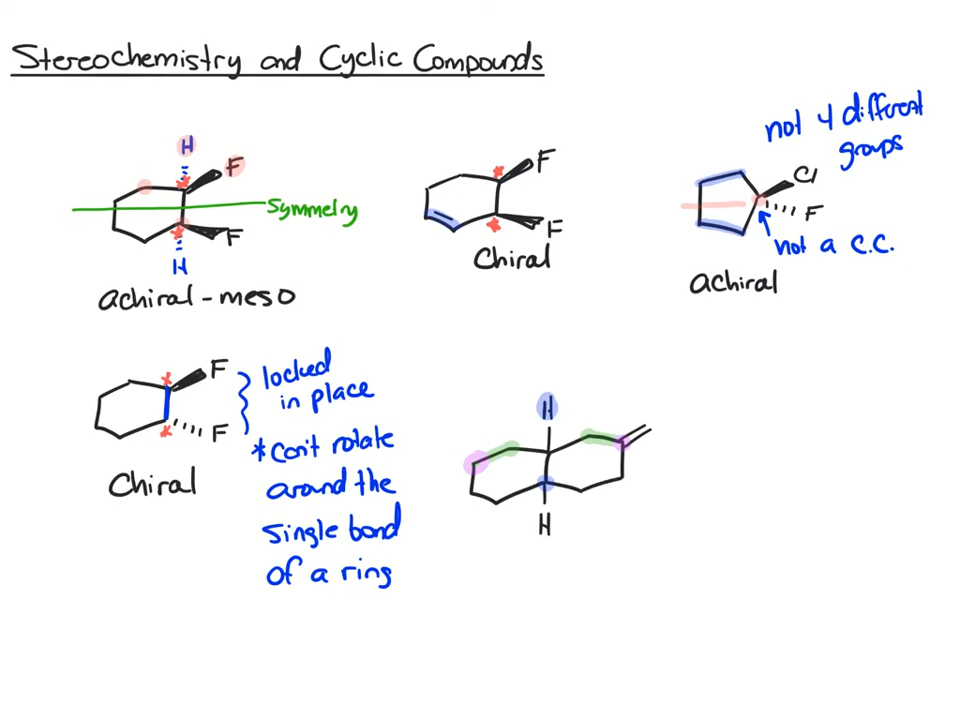 Stereochemistry and Cyclic Compounds
H
F
Symmetry
F
H
achiral - meso
F
F
Chiral
not 4 different
groups
Cl
F
not a c.c.
achiral
F
F
Chiral
locked
in place
*Can't rotate
around the
single bond
of a ring
H
H